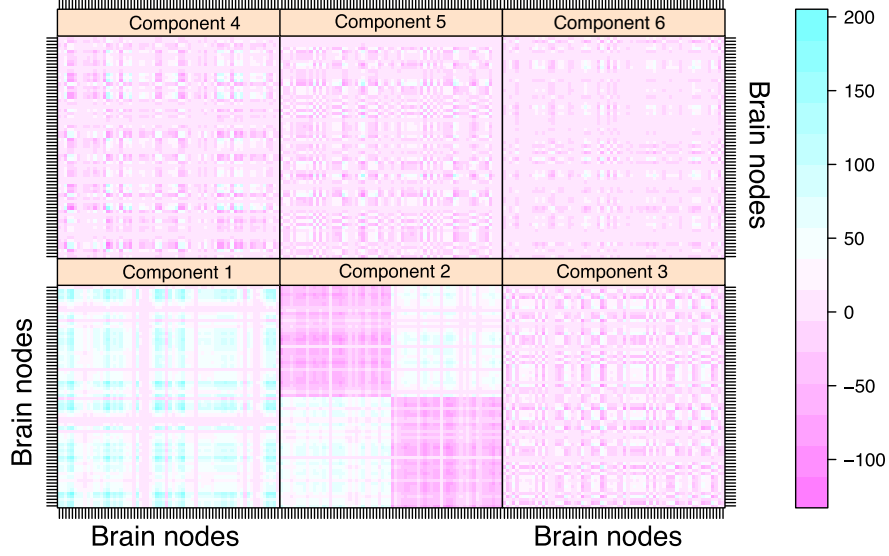 Component 4
Component 5
Component 6
Component 1
Component 2
Component 3
Brain nodes
Brain nodes
Brain nodes
Brain nodes
200
150
100
50
0
−50
−100